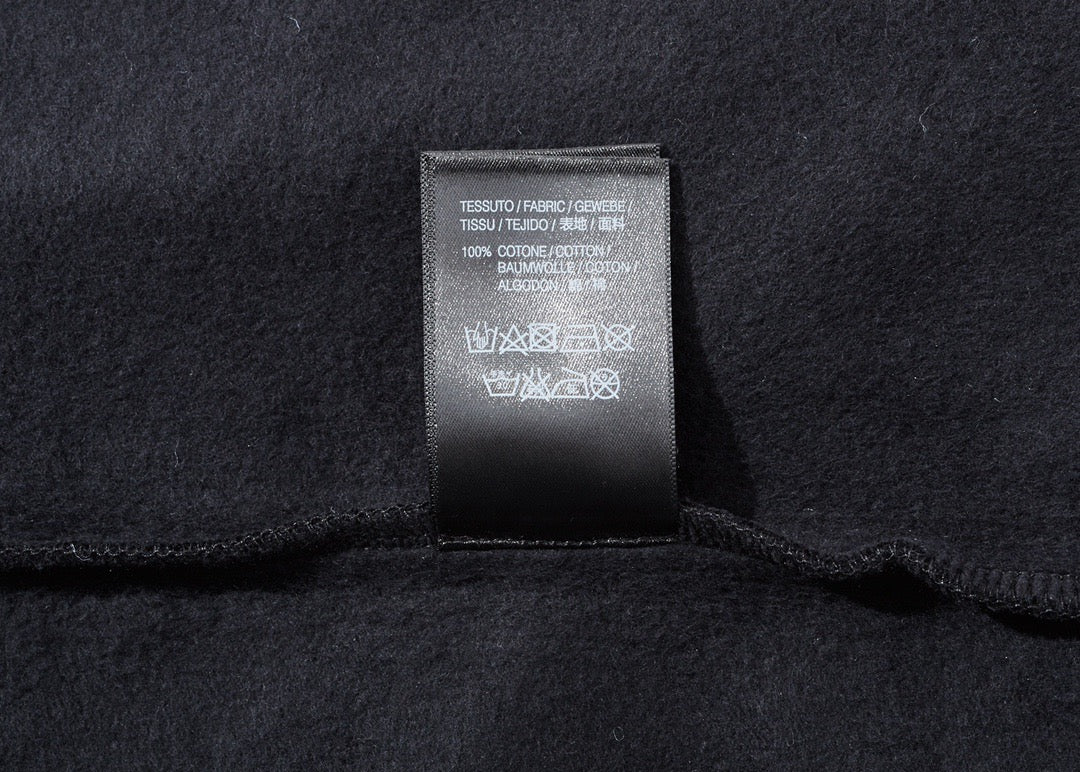 TESSUTO / FABRIC / GEWEBE /
TISSU / TEJIDO / 表地 / 面料
100% COTONE / COTTON /
BAUMWOLLE / COTON /
ALGODON / 綿 / 棉